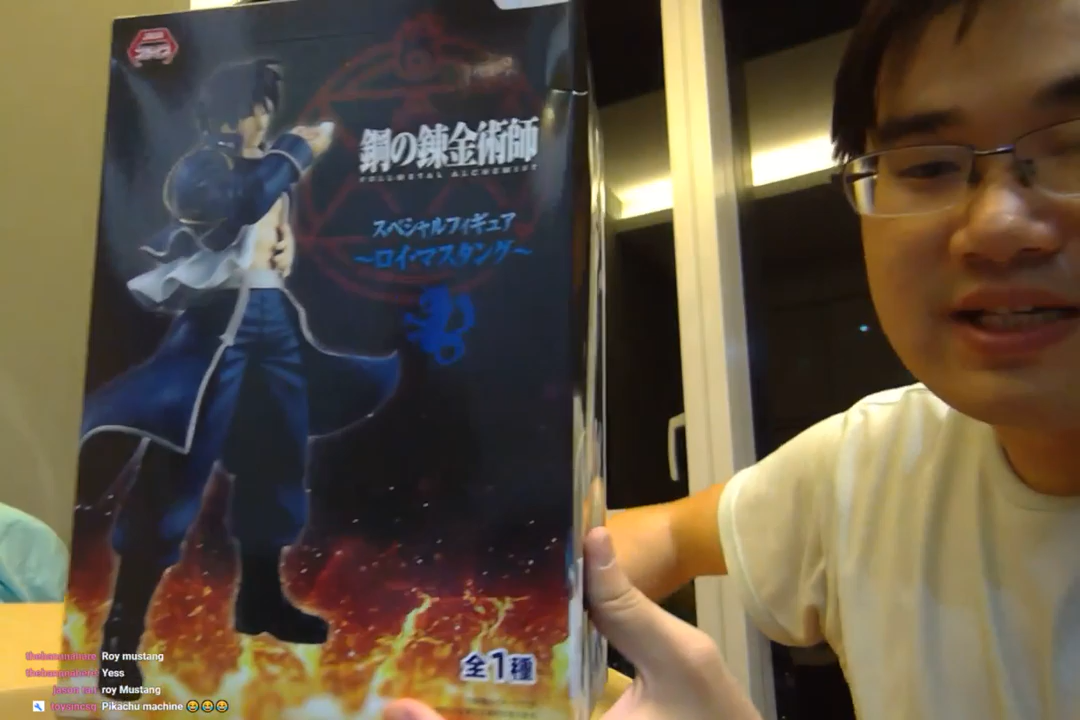 鋼の錬金術師
FULLMETAL ALCHEMIST
スペシャルフィギュア
～ロイ・マスタング～
全1種
Roy mustang
Yess
roy Mustang
Pikachu machine 😂😂😂